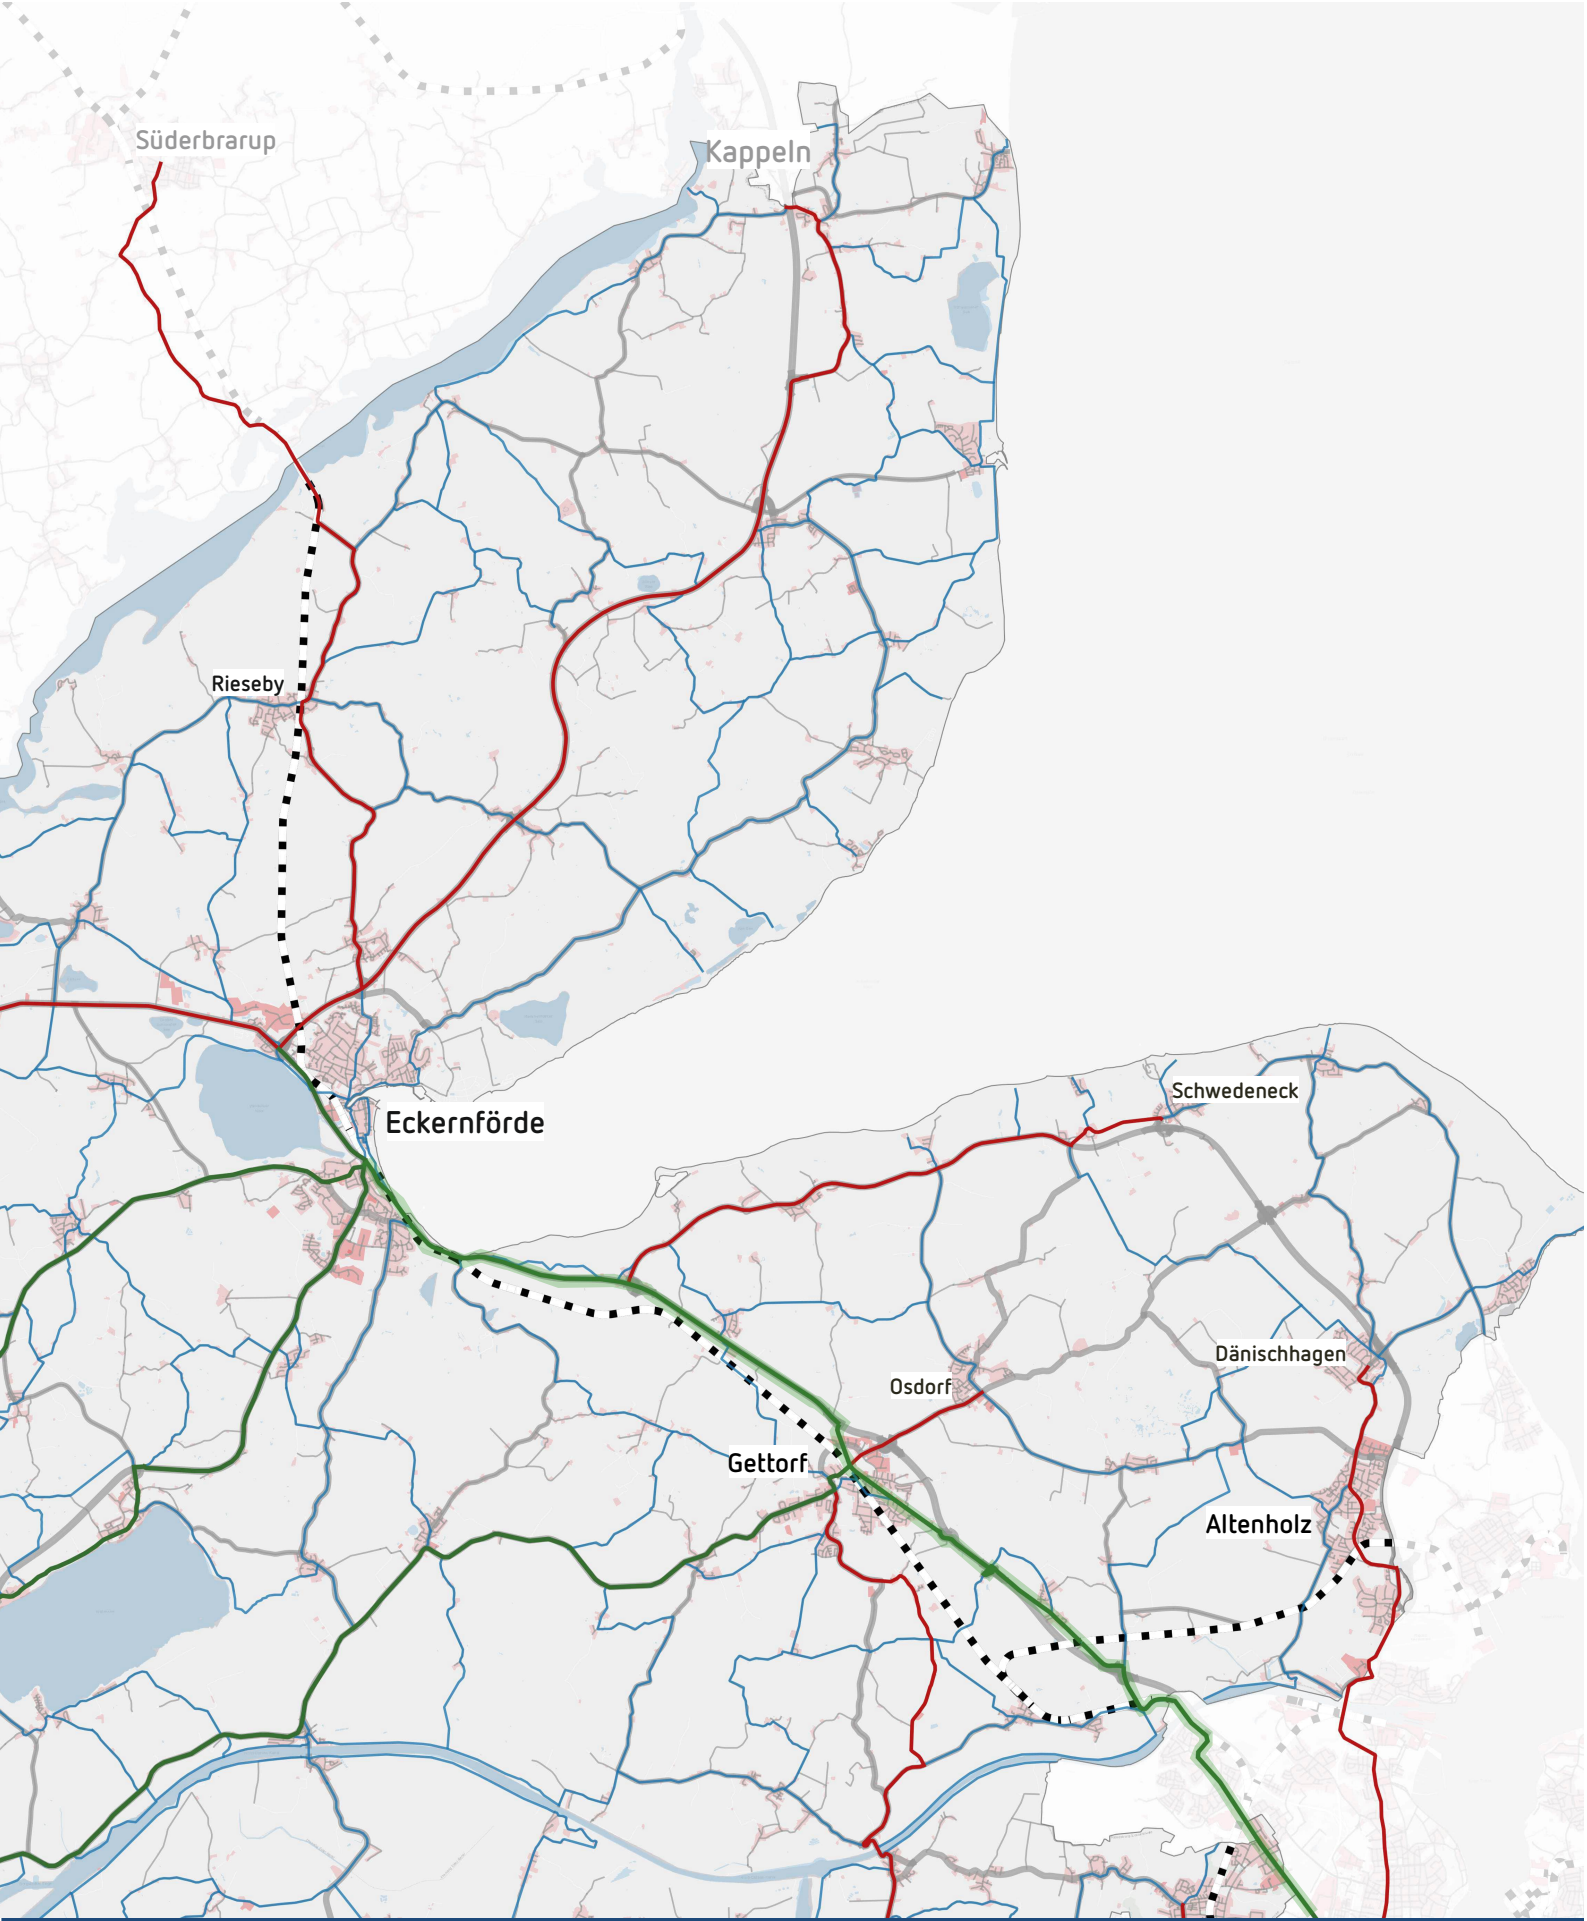 Süderbrarup
Kappeln
Rieseby
Eckernförde
Schwedeneck
Dänischhagen
Osdorf
Gettorf
Altenholz